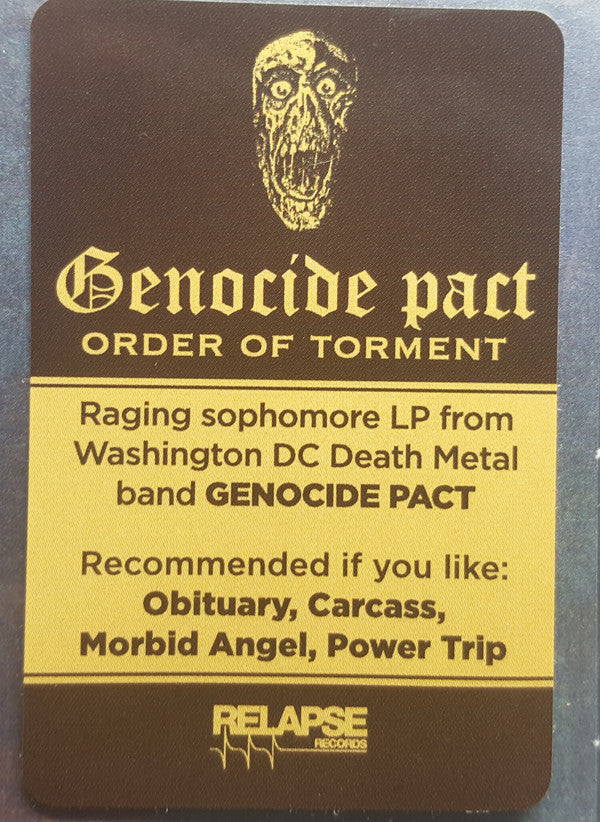 Genocide pact
ORDER OF TORMENT
Raging sophomore LP from
Washington DC Death Metal
band GENOCIDE PACT
Recommended if you like:
Obituary, Carcass,
Morbid Angel, Power Trip
RELAPSE
RECORDS